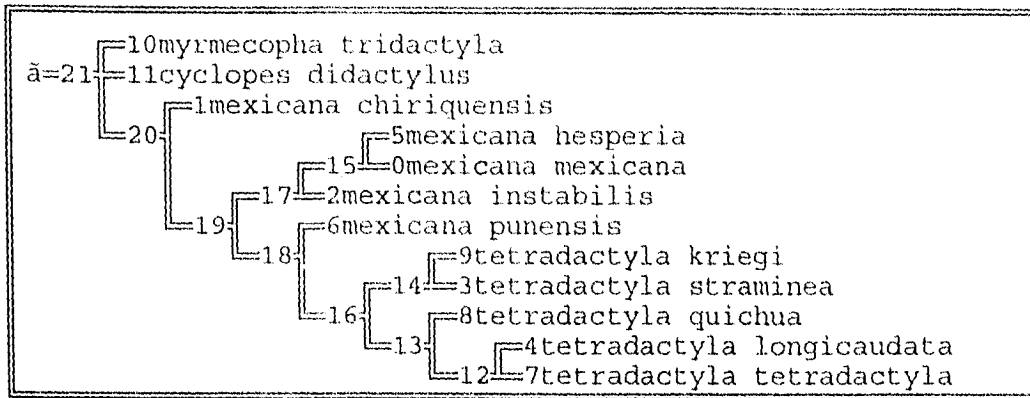 10myrmecopha tridactyla
ã=21 11cyclopes didactylus
1mexicana chiriquensis
20
5mexicana hesperia
15 0mexicana mexicana
17 2mexicana instabilis
19 6mexicana punensis
18 9tetradactyla kriegi
14 3tetradactyla straminea
16 8tetradactyla quichua
13 4tetradactyla longicaudata
12 7tetradactyla tetradactyla